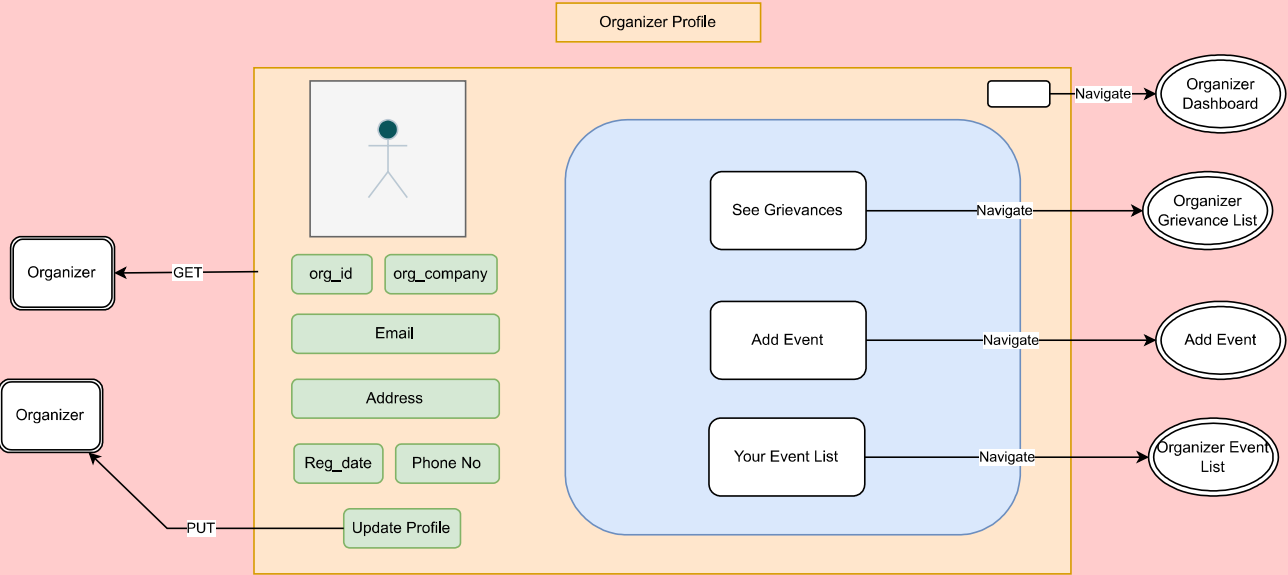 Organizer Profile
Navigate
Organizer
Dashboard
See Grievances
Navigate
Organizer
Grievance List
Organizer
GET
org_id
org_company
Email
Add Event
Navigate
Add Event
Address
Organizer
Reg_date
Phone No
Your Event List
Navigate
Organizer Event
List
PUT
Update Profile